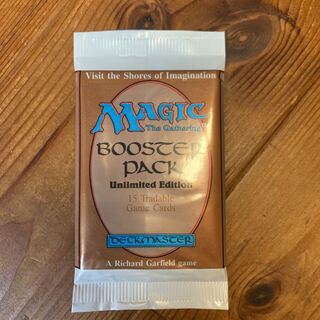 Visit the Shores of Imagination
MAGIC
The Gathering™
BOOSTER
PACK
Unlimited Edition
15 Tradable
Game Cards
DECKMASTER
A Richard Garfield game